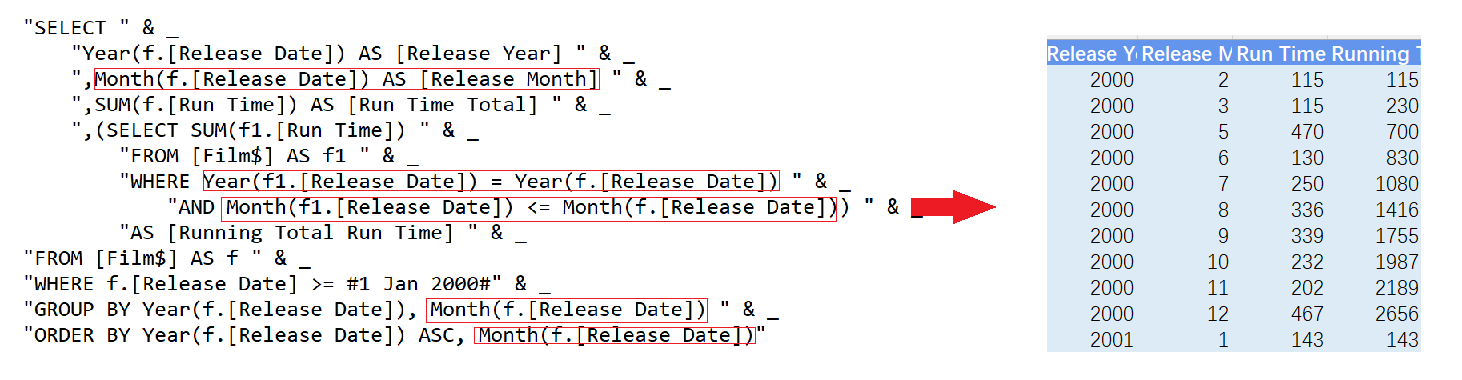 "SELECT " & _
"Year(f.[Release Date]) AS [Release Year] " & _
",Month(f.[Release Date]) AS [Release Month] " & _
",SUM(f.[Run Time]) AS [Run Time Total] " & _
",(SELECT SUM(f1.[Run Time]) " & _
"FROM [Film$] AS f1 " & _
"WHERE Year(f1.[Release Date]) = Year(f.[Release Date]) " & _
"AND Month(f1.[Release Date]) <= Month(f.[Release Date])) " & _
"AS [Running Total Run Time] " & _
"FROM [Film$] AS f " & _
"WHERE f.[Release Date] >= #1 Jan 2000#" & _
"GROUP BY Year(f.[Release Date]), Month(f.[Release Date]) " & _
"ORDER BY Year(f.[Release Date]) ASC, Month(f.[Release Date])"
Release Y Release M Run Time Running T
2000 2 115 115
2000 3 115 230
2000 5 470 700
2000 6 130 830
2000 7 250 1080
2000 8 336 1416
2000 9 339 1755
2000 10 232 1987
2000 11 202 2189
2000 12 467 2656
2001 1 143 143